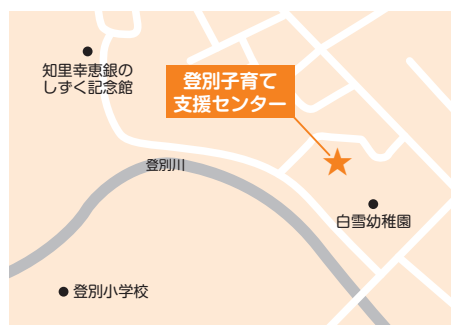 知里幸恵銀の
しずく記念館
登別子育て
支援センター
登別川
白雪幼稚園
登別小学校